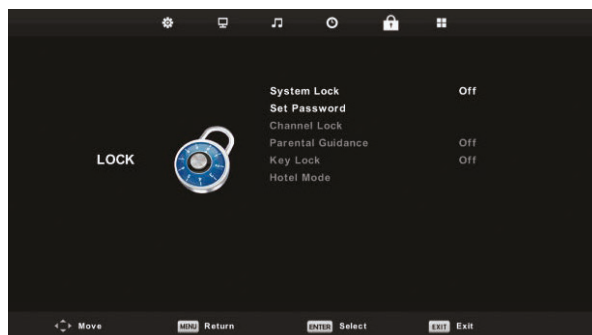 System Lock Off
Set Password
Channel Lock
Parental Guidance Off
LOCK
Key Lock Off
Hotel Mode
Move MENU Return ENTER Select EXIT Exit